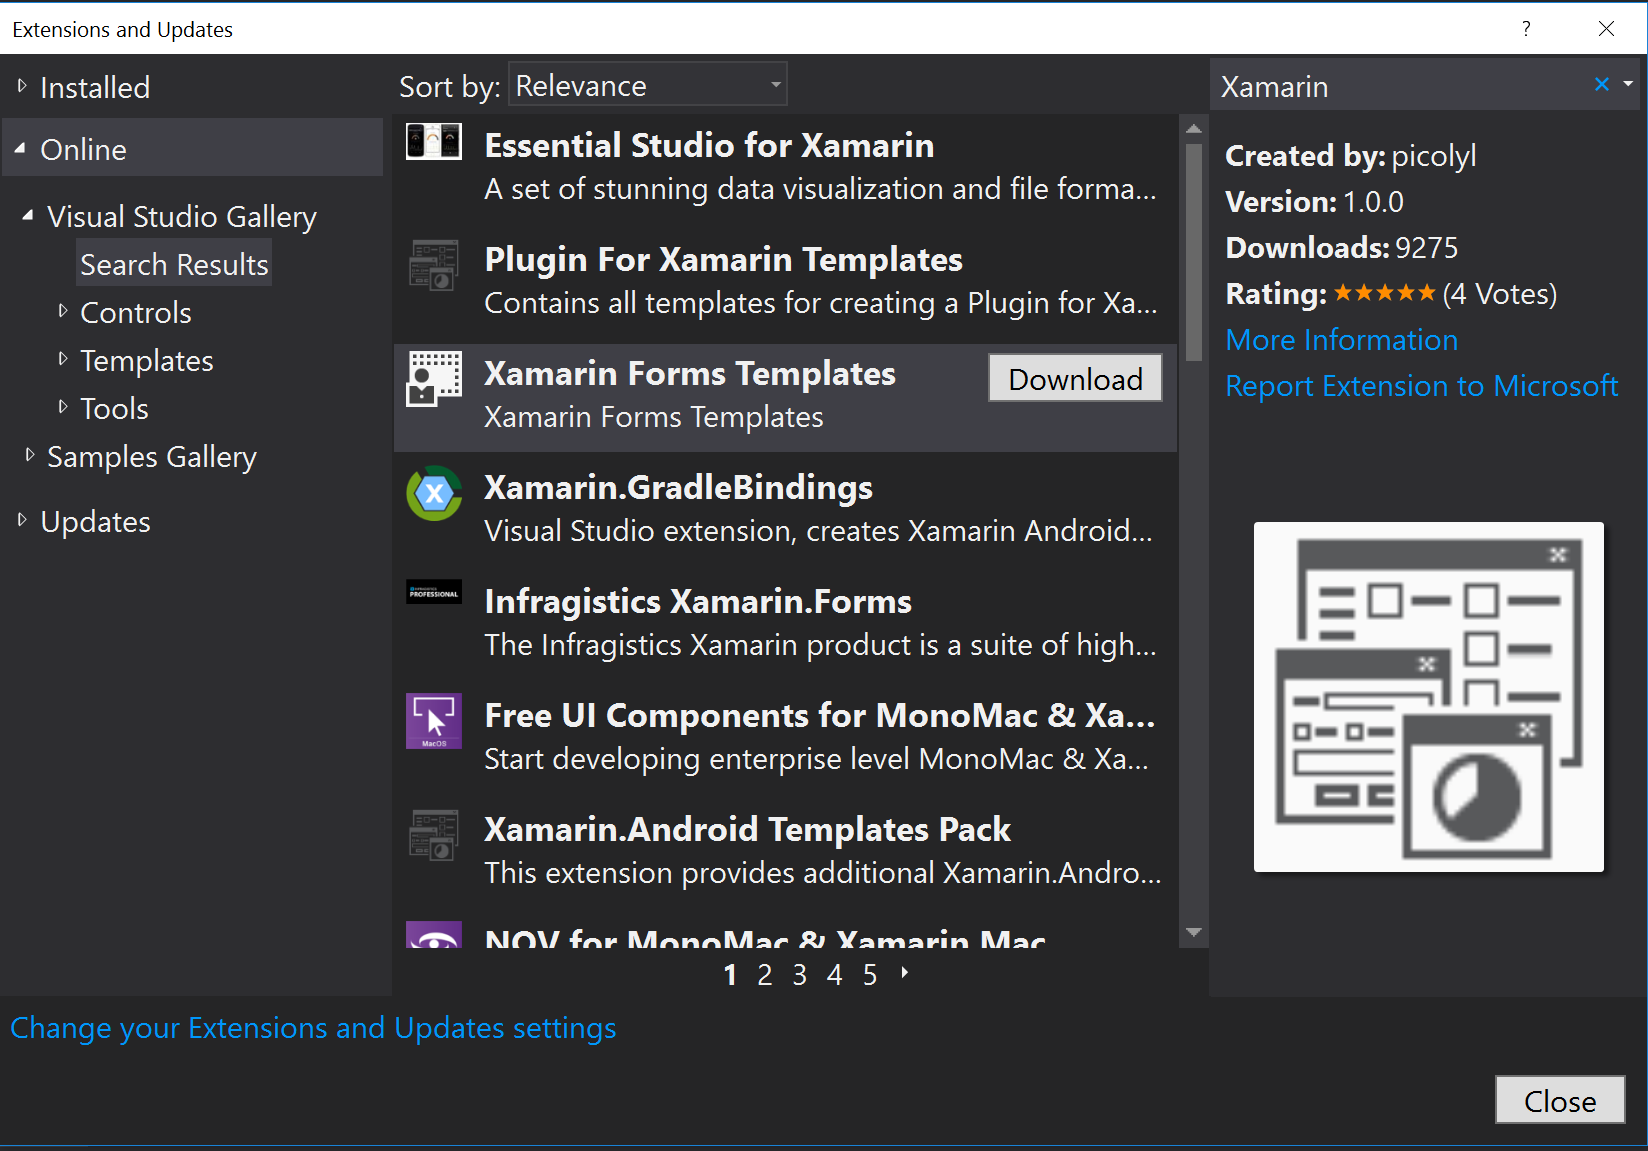 Extensions and Updates
?
Installed
Online
Visual Studio Gallery
Search Results
Controls
Templates
Tools
Samples Gallery
Updates
Sort by: Relevance
Essential Studio for Xamarin
A set of stunning data visualization and file forma...
Plugin For Xamarin Templates
Contains all templates for creating a Plugin for Xa...
Xamarin Forms Templates
Download
Xamarin Forms Templates
X
Xamarin.GradleBindings
Visual Studio extension, creates Xamarin Android...
INFRAGISTICS
PROFESSIONAL
Infragistics Xamarin.Forms
The Infragistics Xamarin product is a suite of high...
MacOS
Free UI Components for MonoMac & Xa...
Start developing enterprise level MonoMac & Xa...
Xamarin.Android Templates Pack
This extension provides additional Xamarin.Andro...
NOV for MonoMac & Xamarin.Mac
1 2 3 4 5
Xamarin
Created by: picolyl
Version: 1.0.0
Downloads: 9275
Rating: ★★★★★ (4 Votes)
More Information
Report Extension to Microsoft
Change your Extensions and Updates settings
Close